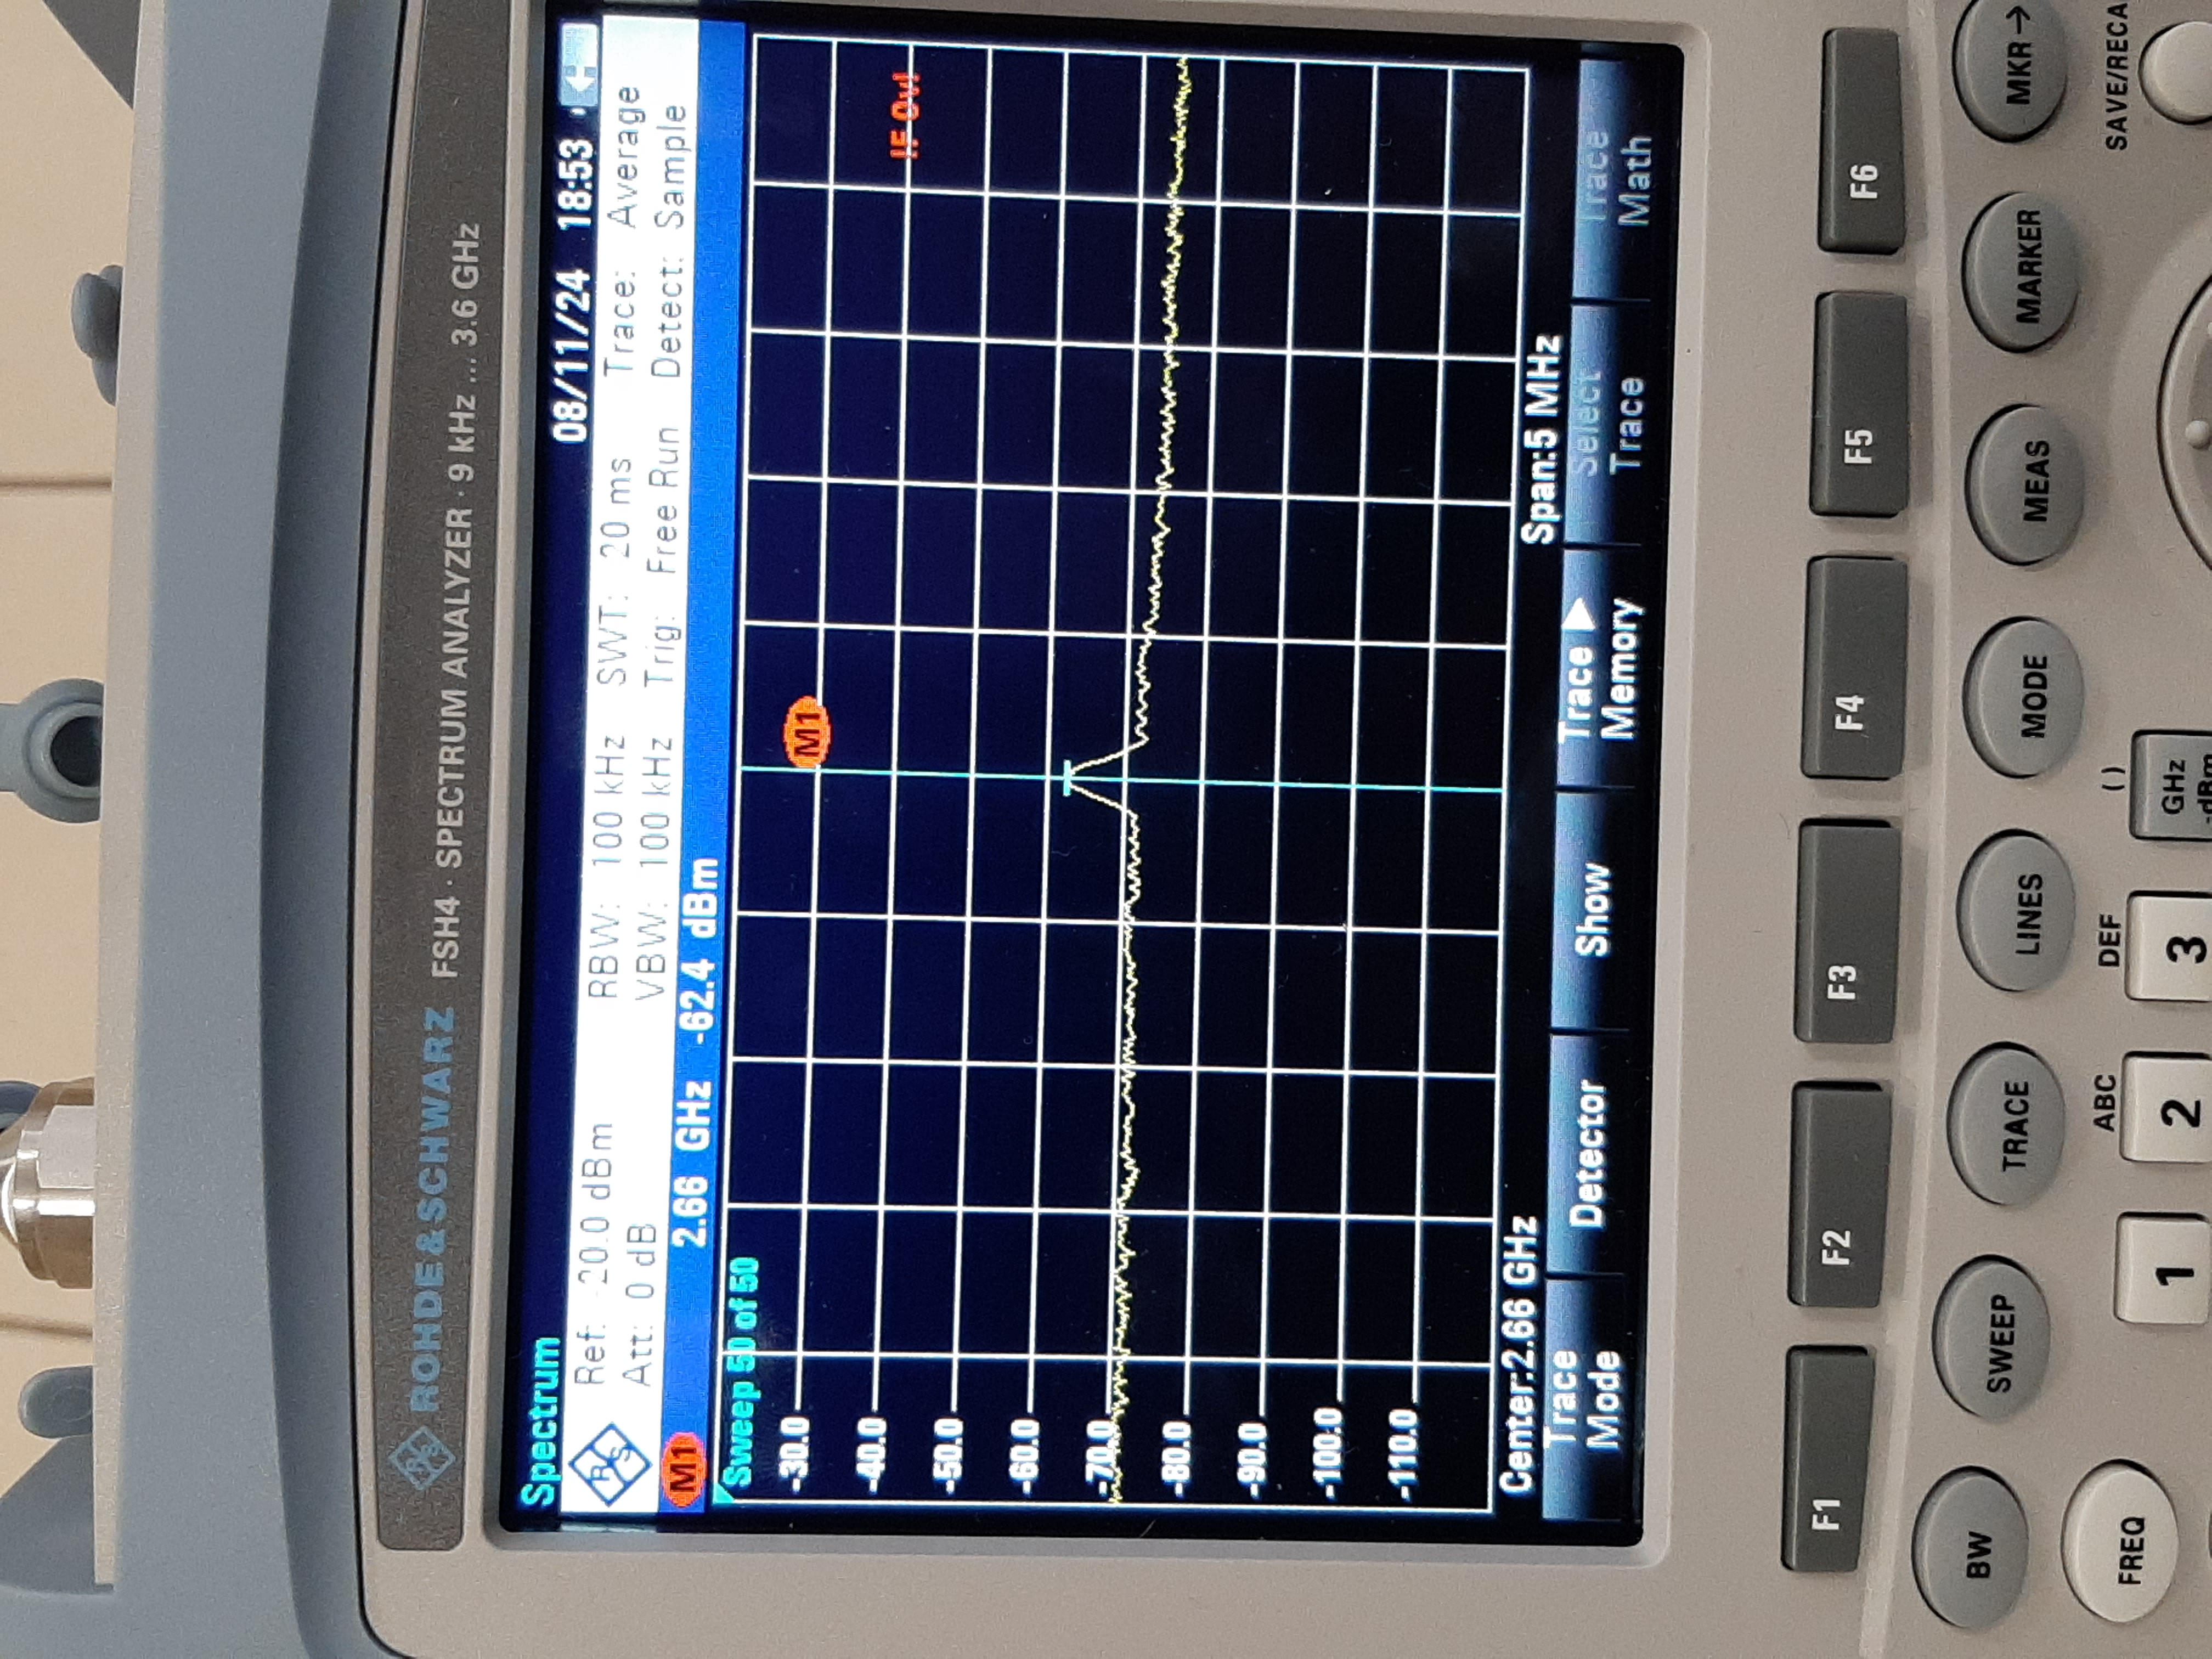 ROHDE & SCHWARZ FSH4 · SPECTRUM ANALYZER · 9 kHz ... 3.6 GHz
Spectrum 08/11/24 18:53
Ref: -20.0 dBm RBW: 100 kHz SWT: 20 ms Trace: Average
Att: 0 dB VBW: 100 kHz Trig: Free Run Detect: Sample
M1 2.66 GHz -62.4 dBm
Sweep 50 of 50
M1
-30.0
-40.0
IF Ovl
-50.0
-60.0
-70.0
-80.0
-90.0
-100.0
-110.0
Center:2.66 GHz Span:5 MHz
Trace Mode
Detector
Show
Trace Memory
Select Trace
Trace Math
F1 F2 F3 F4 F5 F6
BW SWEEP TRACE LINES MODE MEAS MARKER MKR→
FREQ
ABC DEF ( )
1 2 3
GHz
-dBm